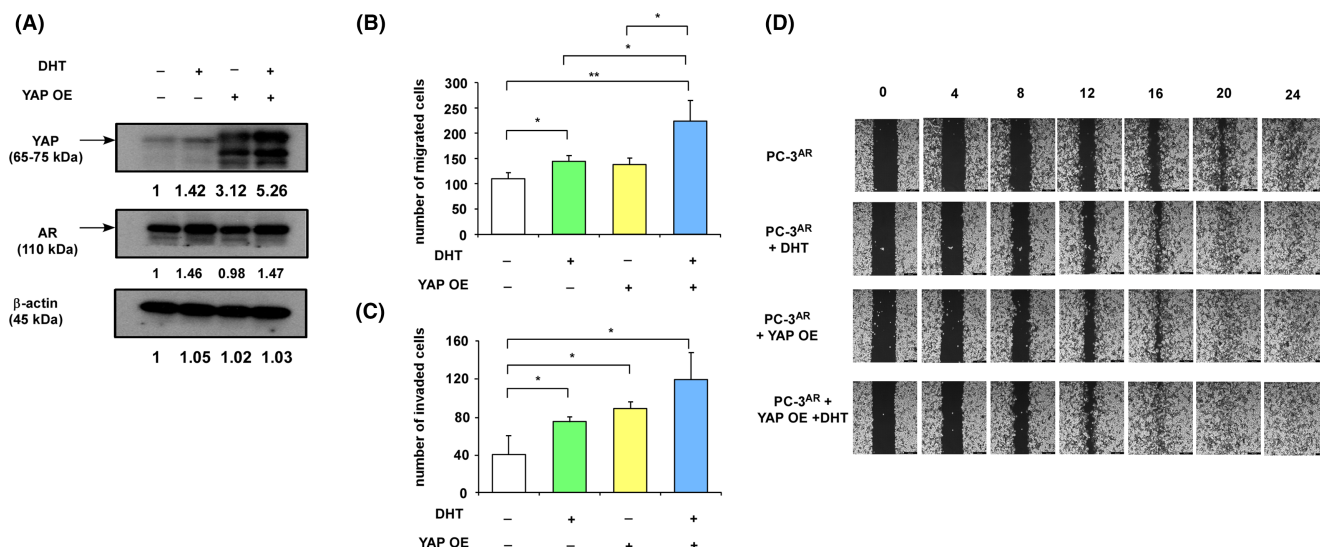 (A)
DHT
– + – +
YAP OE
– – + +
YAP
(65-75 kDa)
1 1.42 3.12 5.26
AR
(110 kDa)
1 1.46 0.98 1.47
β-actin
(45 kDa)
1 1.05 1.02 1.03
(B)
number of migrated cells
300
250
200
150
100
50
0
*
*
**
*
DHT
– + – +
YAP OE
– – + +
(C)
number of invaded cells
160
120
80
40
0
*
*
*
DHT
– + – +
YAP OE
– – + +
(D)
0 4 8 12 16 20 24
PC-3AR
PC-3AR
+ DHT
PC-3AR
+ YAP OE
PC-3AR +
YAP OE +DHT